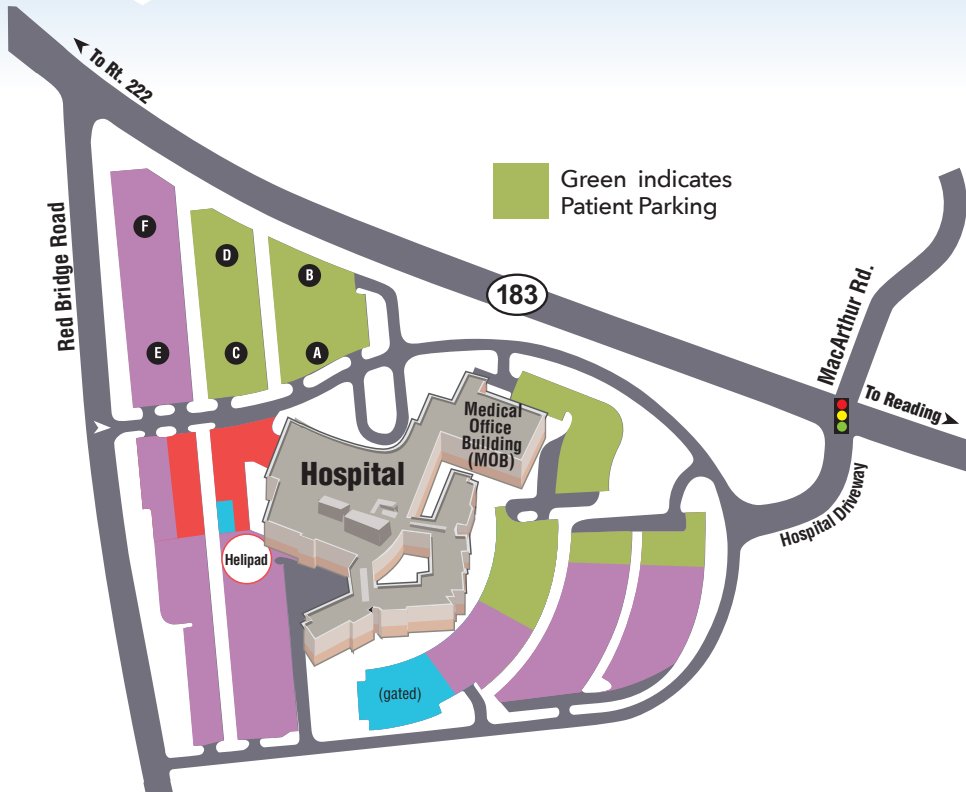 To Rt. 222
Green indicates
Patient Parking
Red Bridge Road
F
D
B
183
MacArthur Rd.
E
C
A
To Reading
Medical
Office
Building
(MOB)
Hospital
Hospital Driveway
Helipad
(gated)